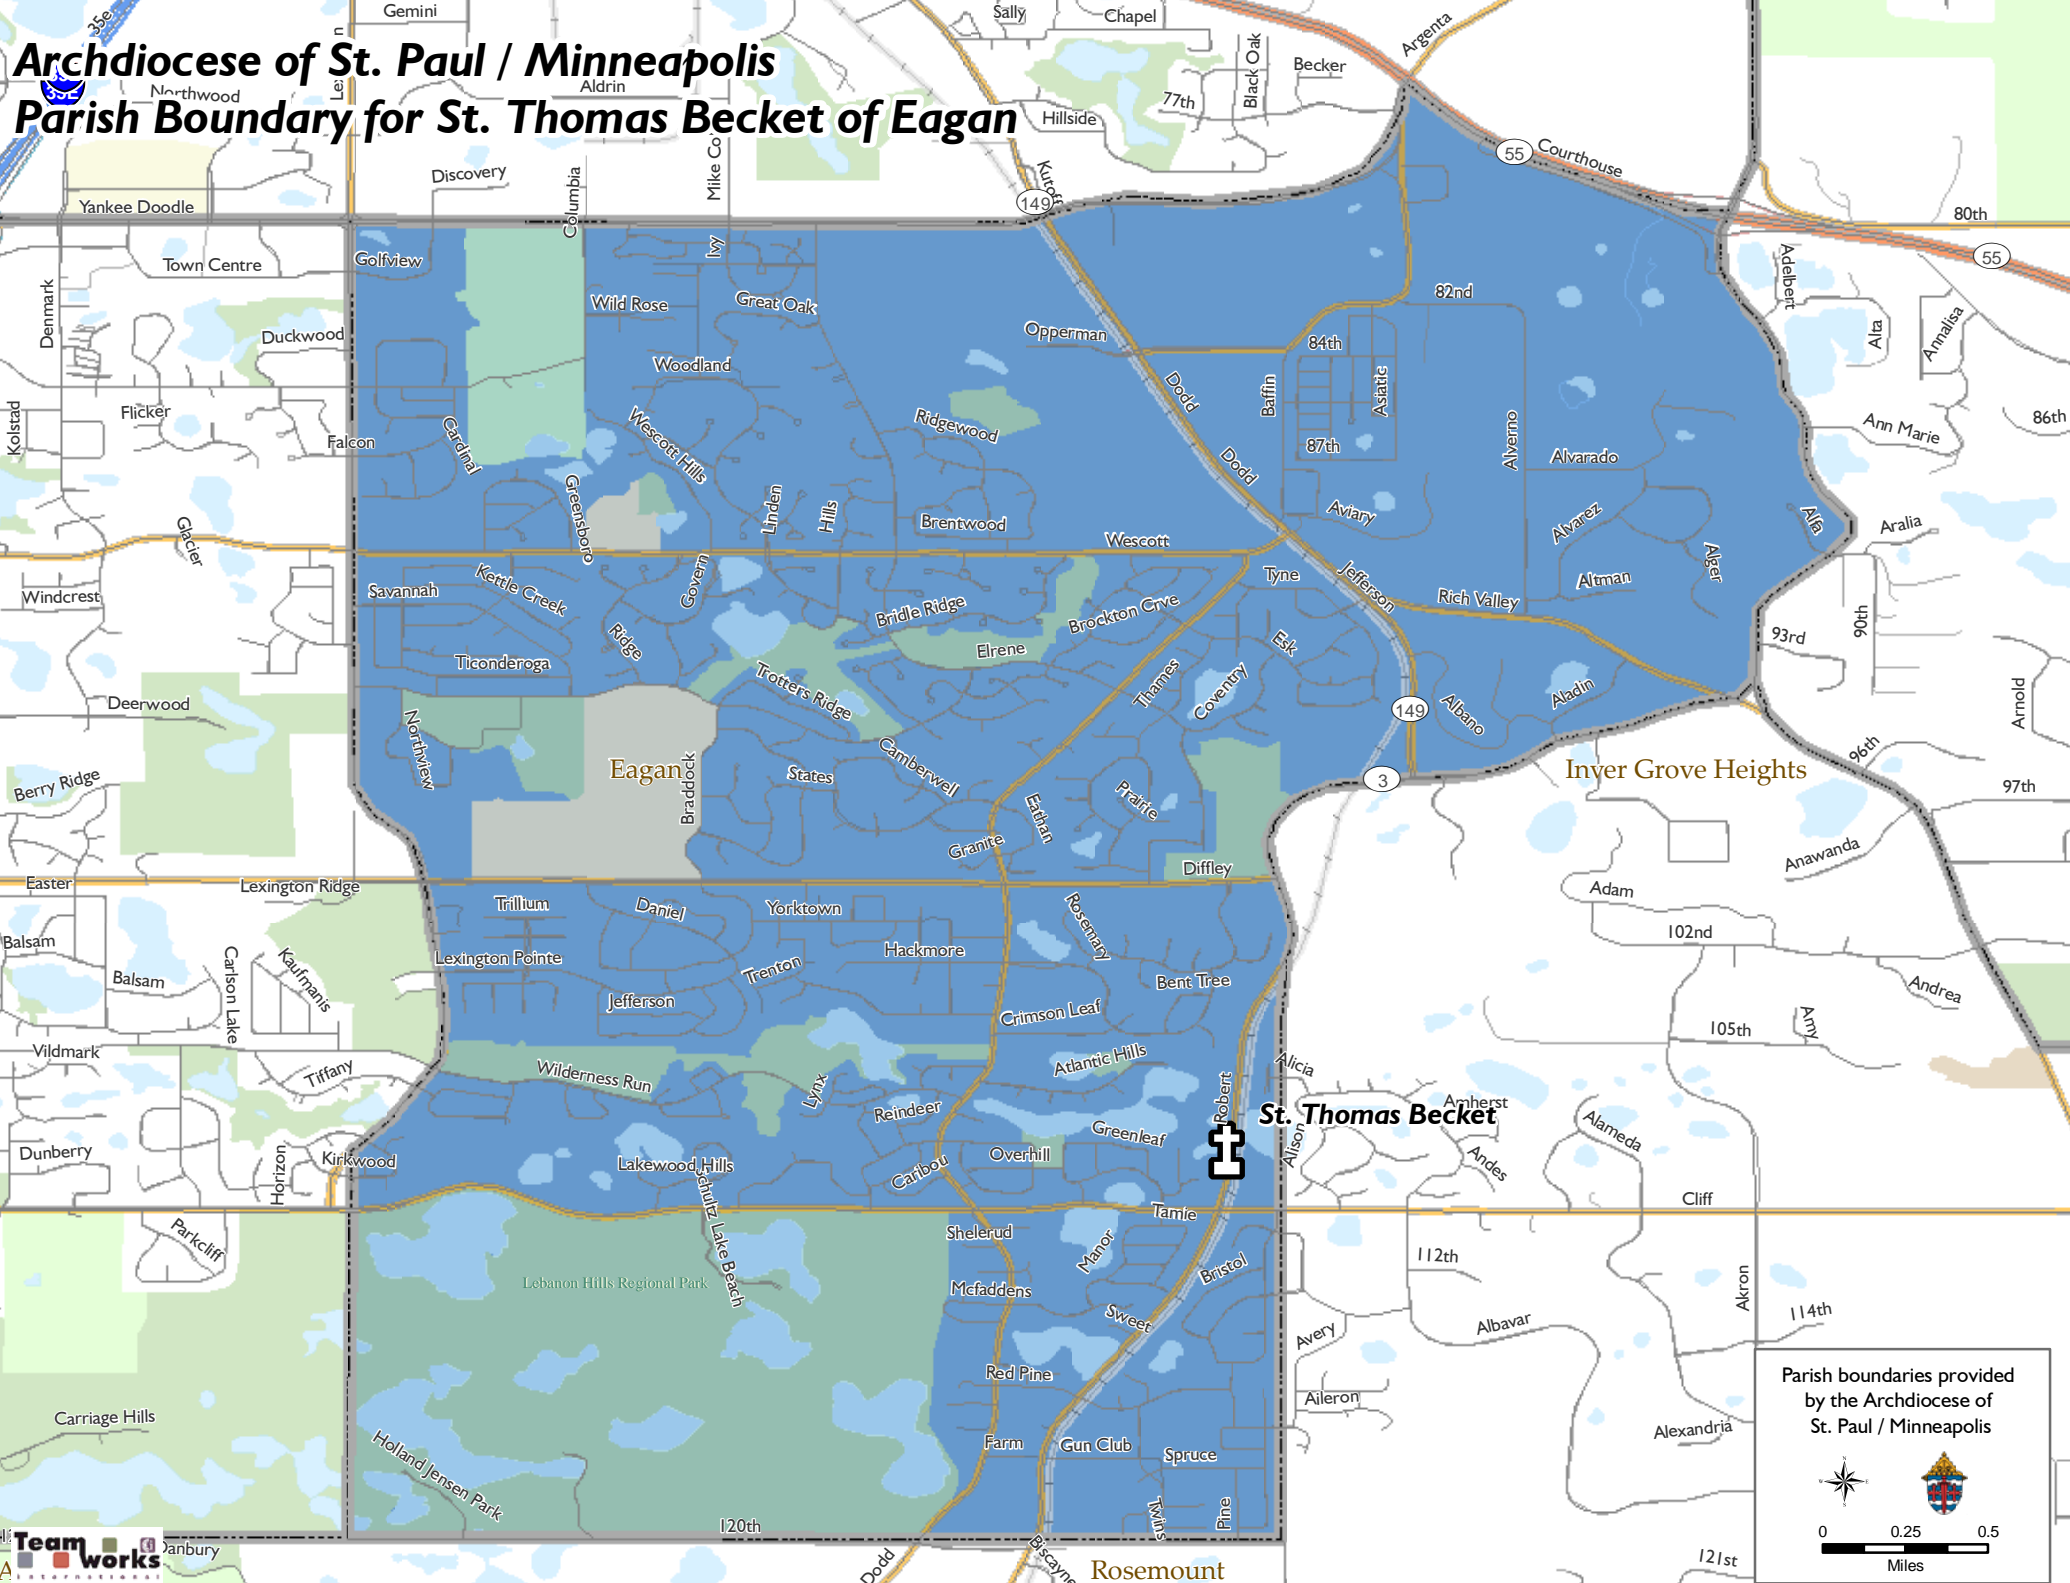 Archdiocese of St. Paul / Minneapolis
Parish Boundary for St. Thomas Becket of Eagan
35e
Gemini
Sally
Chapel
Argenta
Northwood
Aldrin
Black Oak
Becker
77th
Hillside
55
Courthouse
Discovery
Columbia
Mike Co
Kutoff
149
Yankee Doodle
80th
Golfview
Town Centre
Ivy
Adelbert
55
Denmark
Wild Rose
Great Oak
82nd
Duckwood
Opperman
84th
Alta
Annalisa
Woodland
Dodd
Baffin
Asiatic
Kolstad
Flicker
Falcon
Cardinal
Wescott Hills
Ridgewood
87th
Alverno
Alvarado
Ann Marie
86th
Dodd
Greensboro
Linden
Hills
Brentwood
Aviary
Alvarez
Alfa
Aralia
Glacier
Wescott
Alger
Windcrest
Savannah
Kettle Creek
Govern
Tyne
Jefferson
Altman
Rich Valley
Bridle Ridge
Brockton Crve
90th
93rd
Ridge
Elrene
Esk
Ticonderoga
Trotters Ridge
Thames
Coventry
Aladin
Albano
Arnold
Deerwood
Northview
149
Camberwell
96th
Berry Ridge
Eagan
Braddock
States
3
Inver Grove Heights
97th
Eathan
Prairie
Granite
Anawanda
Easter
Lexington Ridge
Diffley
Adam
Trillium
Daniel
Yorktown
Rosemary
102nd
Balsam
Hackmore
Lexington Pointe
Trenton
Balsam
Carlson Lake
Kaufmanis
Bent Tree
Andrea
Jefferson
Crimson Leaf
Amy
105th
Vildmark
Tiffany
Wilderness Run
Atlantic Hills
Alicia
Lynx
Robert
Reindeer
St. Thomas Becket
Amherst
Alameda
Greenleaf
Alison
Dunberry
Horizon
Kirkwood
Lakewood Hills
Caribou
Overhill
Andes
Schultz Lake Beach
Cliff
Tamie
Parkcliff
Shelerud
Manor
112th
Lebanon Hills Regional Park
Bristol
Mcfaddens
Akron
114th
Sweet
Avery
Albavar
Red Pine
Aileron
Carriage Hills
Alexandria
Holland Jensen Park
Farm
Gun Club
Spruce
Twins
Pine
120th
Danbury
Dodd
Biscayne
Rosemount
121st
Parish boundaries provided
by the Archdiocese of
St. Paul / Minneapolis
0 0.25 0.5
Miles
Team works
international